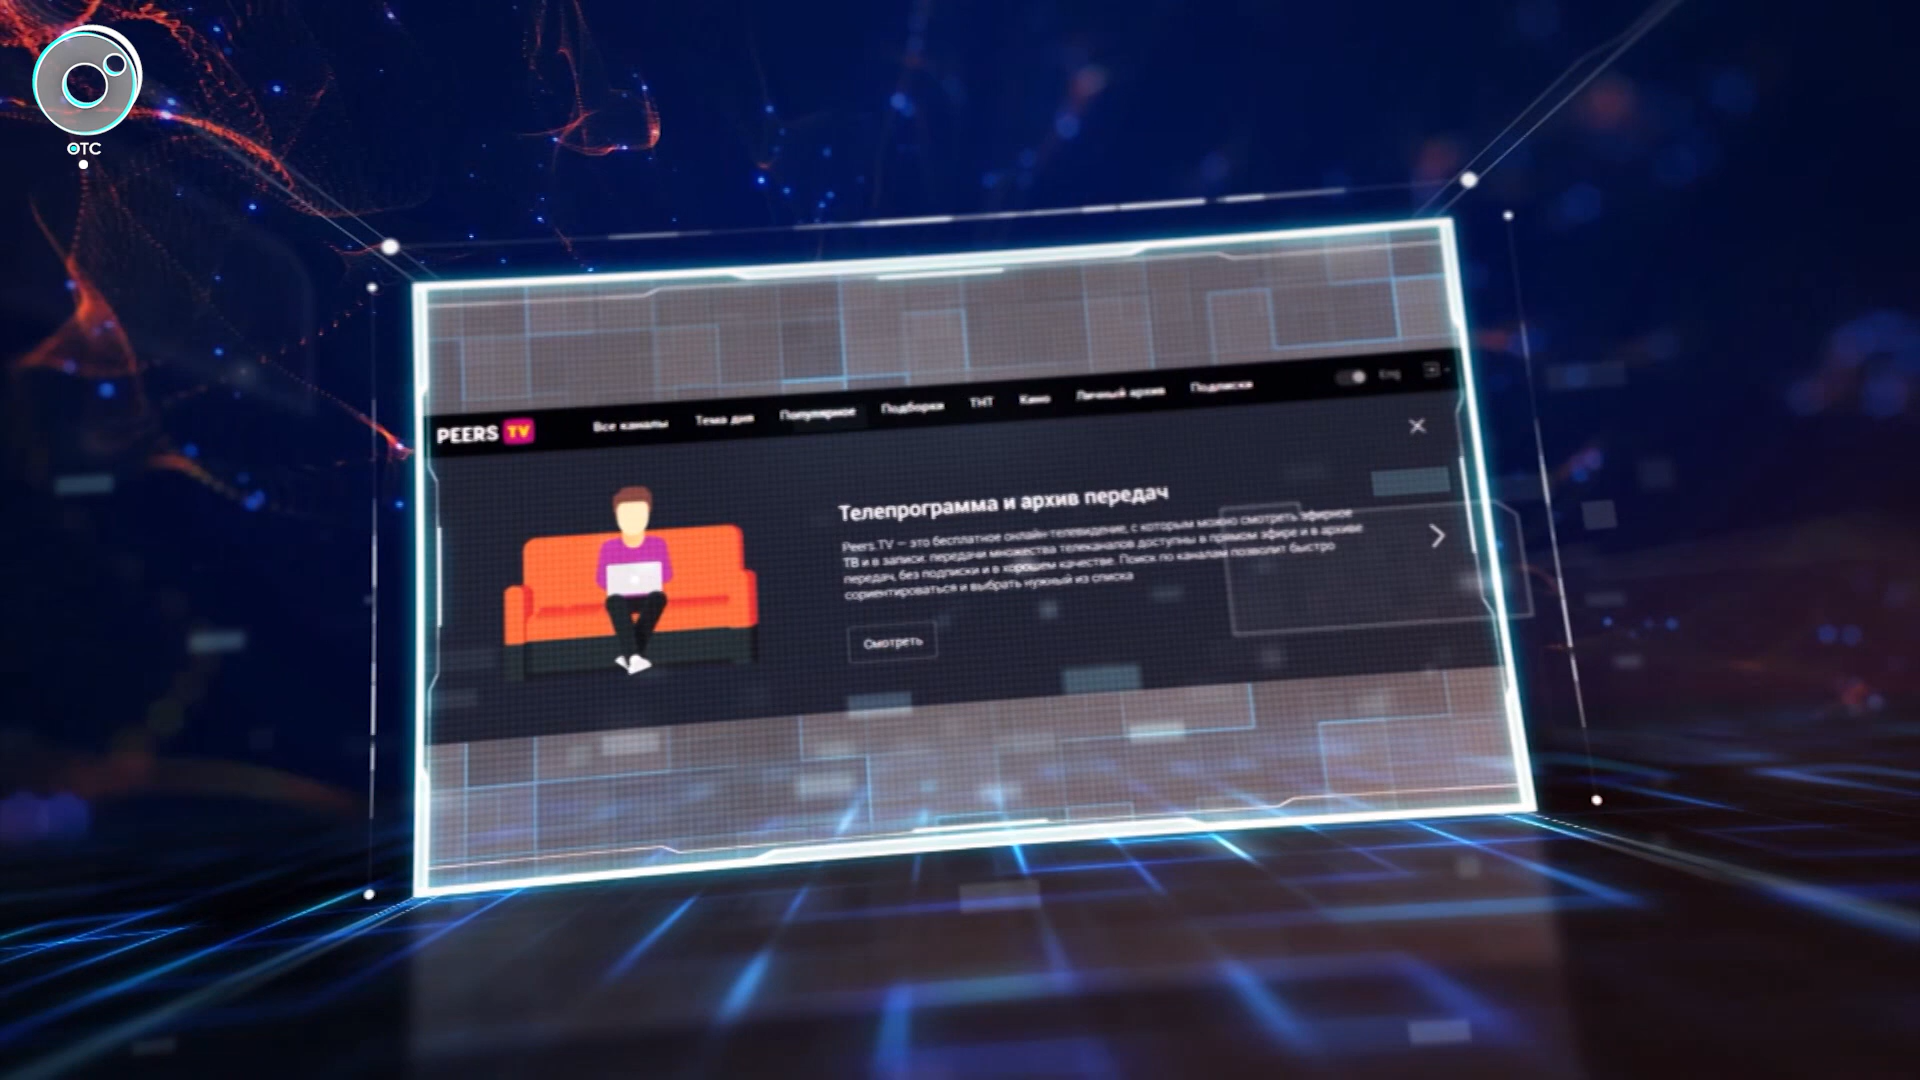 OTC
PEERS TV
Все каналы Тема дня Популярное Подборки ТНТ Кино Личный архив Подписки Eng
Телепрограмма и архив передач
Peers.TV — это бесплатное онлайн-телевидение, с которым можно смотреть эфирное
ТВ и в записи: передачи множества телеканалов доступны в прямом эфире и в архиве
передач, без подписки и в хорошем качестве. Поиск по каналам позволит быстро
сориентироваться и выбрать нужный из списка
Смотреть